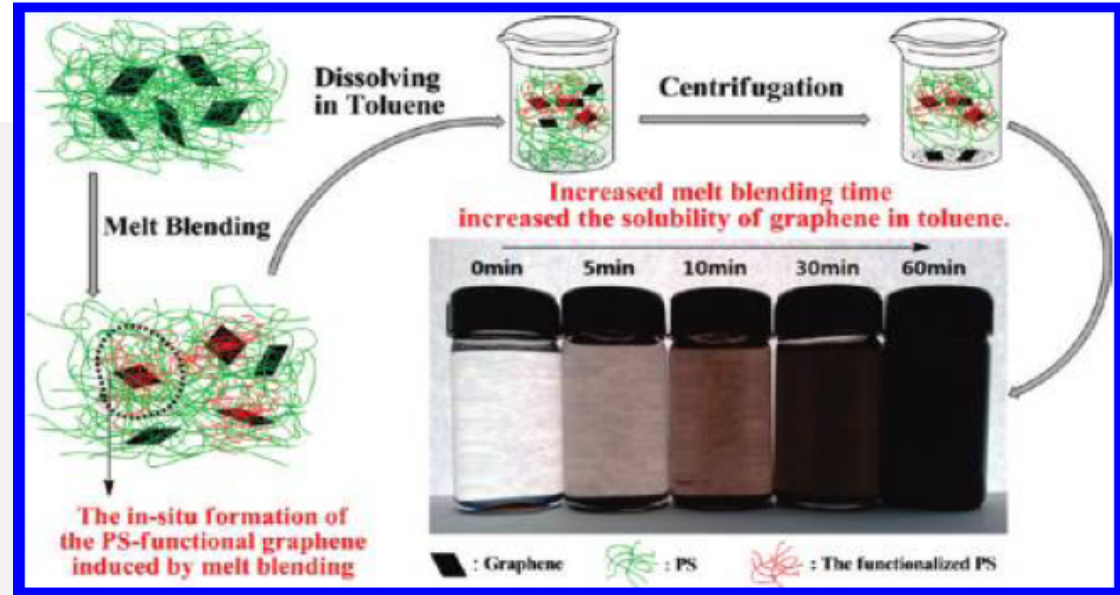 Dissolving
in Toluene
Centrifugation
Melt Blending
Increased melt blending time
increased the solubility of graphene in toluene.
0min 5min 10min 30min 60min
The in-situ formation of
the PS-functional graphene
induced by melt blending
: Graphene : PS : The functionalized PS